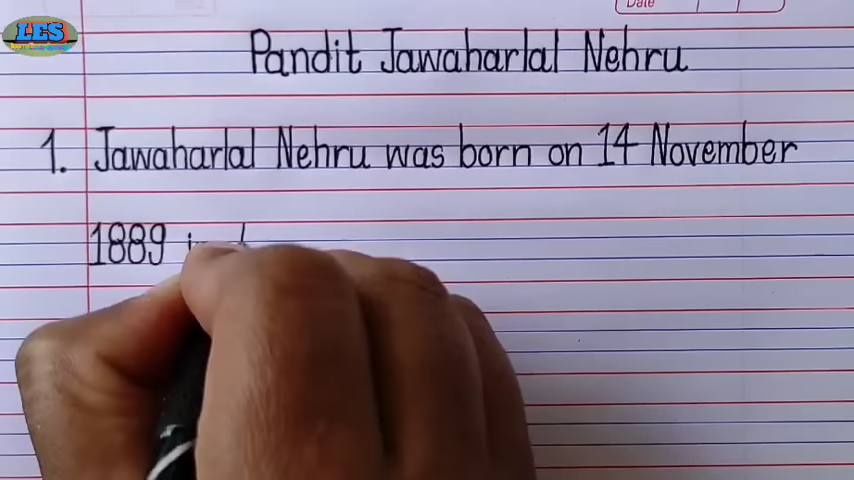 LES
Date
Pandit Jawaharlal Nehru
1. Jawaharlal Nehru was born on 14 November
1889